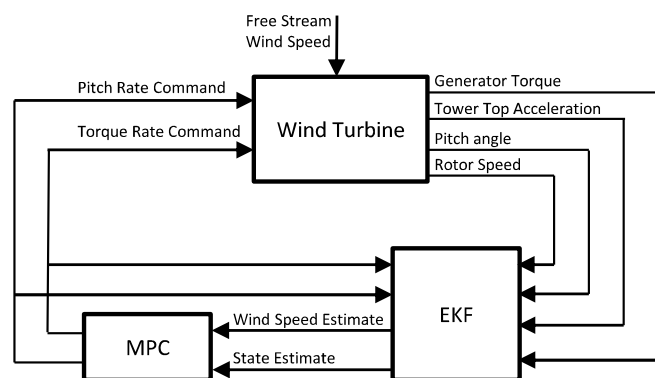 Free Stream
Wind Speed
Pitch Rate Command
Generator Torque
Tower Top Acceleration
Torque Rate Command
Wind Turbine
Pitch angle
Rotor Speed
Wind Speed Estimate
EKF
MPC
State Estimate